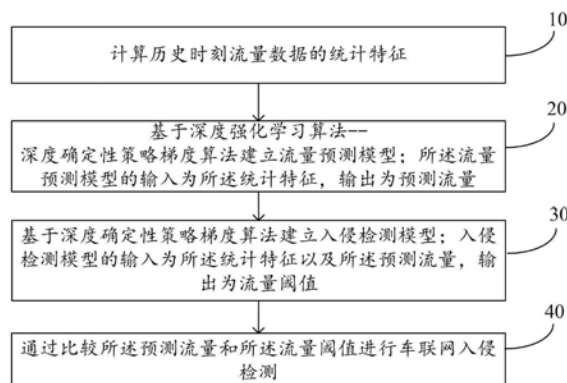 10
计算历史时刻流量数据的统计特征
20
基于深度强化学习算法--
深度确定性策略梯度算法建立流量预测模型；所述流量
预测模型的输入为所述统计特征，输出为预测流量
30
基于深度确定性策略梯度算法建立入侵检测模型；入侵
检测模型的输入为所述统计特征以及所述预测流量，输
出为流量阈值
40
通过比较所述预测流量和所述流量阈值进行车联网入侵
检测